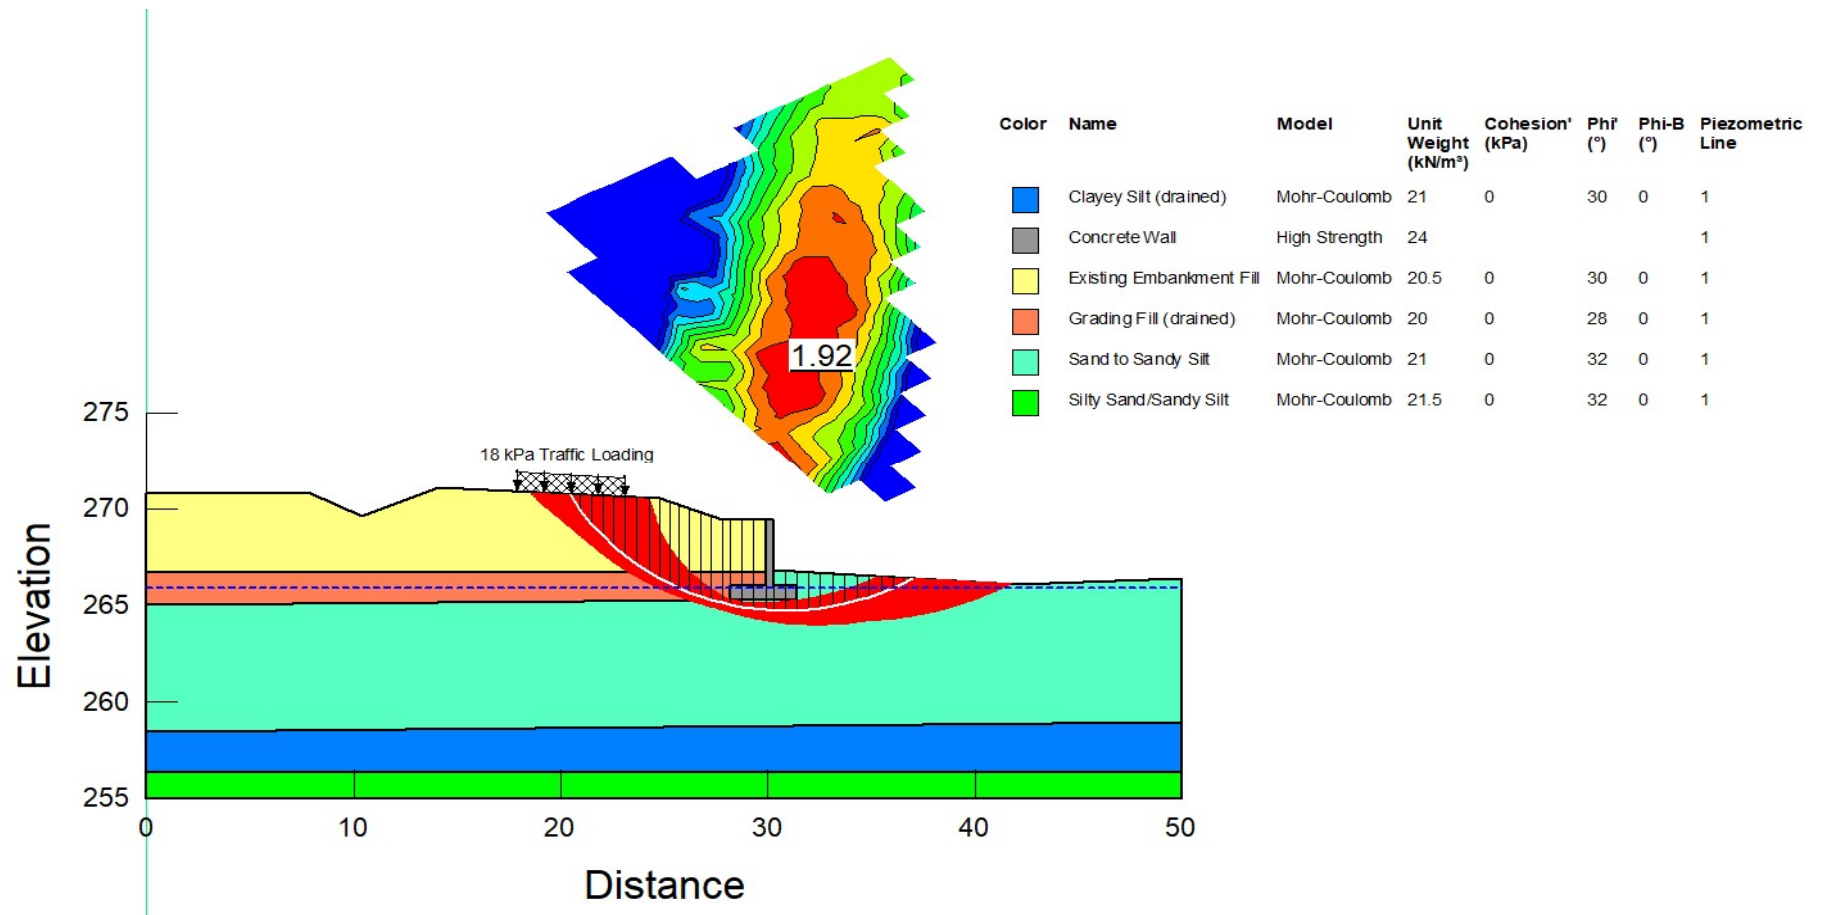 Color Name Model Unit Weight (kN/m³) Cohesion' (kPa) Phi' (°) Phi-B (°) Piezometric Line
Clayey Silt (drained) Mohr-Coulomb 21 0 30 0 1
Concrete Wall High Strength 24 1
Existing Embankment Fill Mohr-Coulomb 20.5 0 30 0 1
Grading Fill (drained) Mohr-Coulomb 20 0 28 0 1
Sand to Sandy Silt Mohr-Coulomb 21 0 32 0 1
Silty Sand/Sandy Silt Mohr-Coulomb 21.5 0 32 0 1
1.92
18 kPa Traffic Loading
275
270
265
260
255
Elevation
0 10 20 30 40 50
Distance